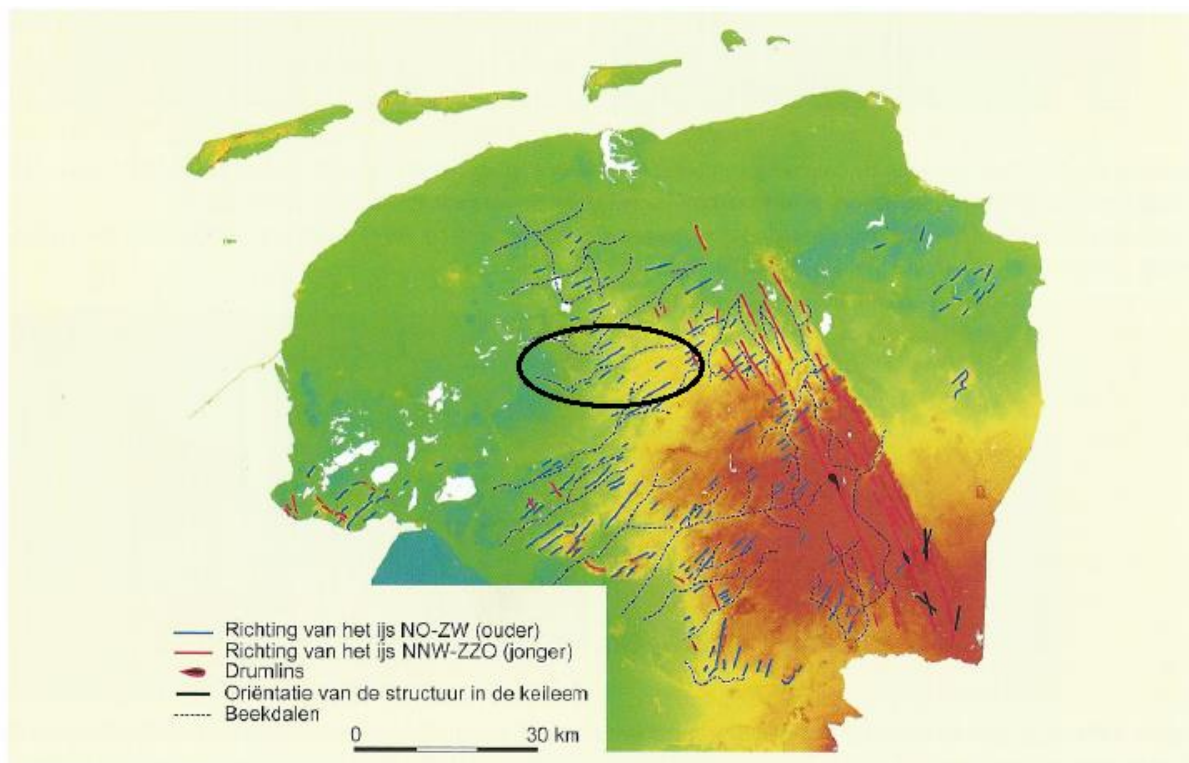 Richting van het ijs NO-ZW (ouder)
Richting van het ijs NNW-ZZO (jonger)
Drumlins
Oriëntatie van de structuur in de keileem
Beekdalen
0 30 km